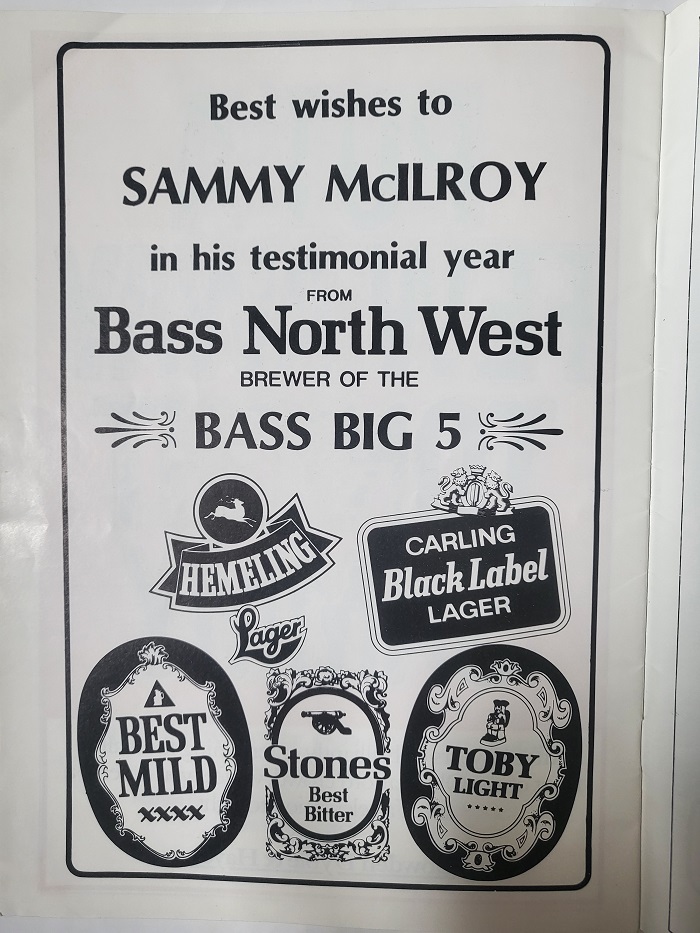 Best wishes to
SAMMY McILROY
in his testimonial year
FROM
Bass North West
BREWER OF THE
BASS BIG 5
HEMELING
Lager
CARLING
Black Label
LAGER
BEST
MILD
XXXX
Stones
Best
Bitter
TOBY
LIGHT
*****